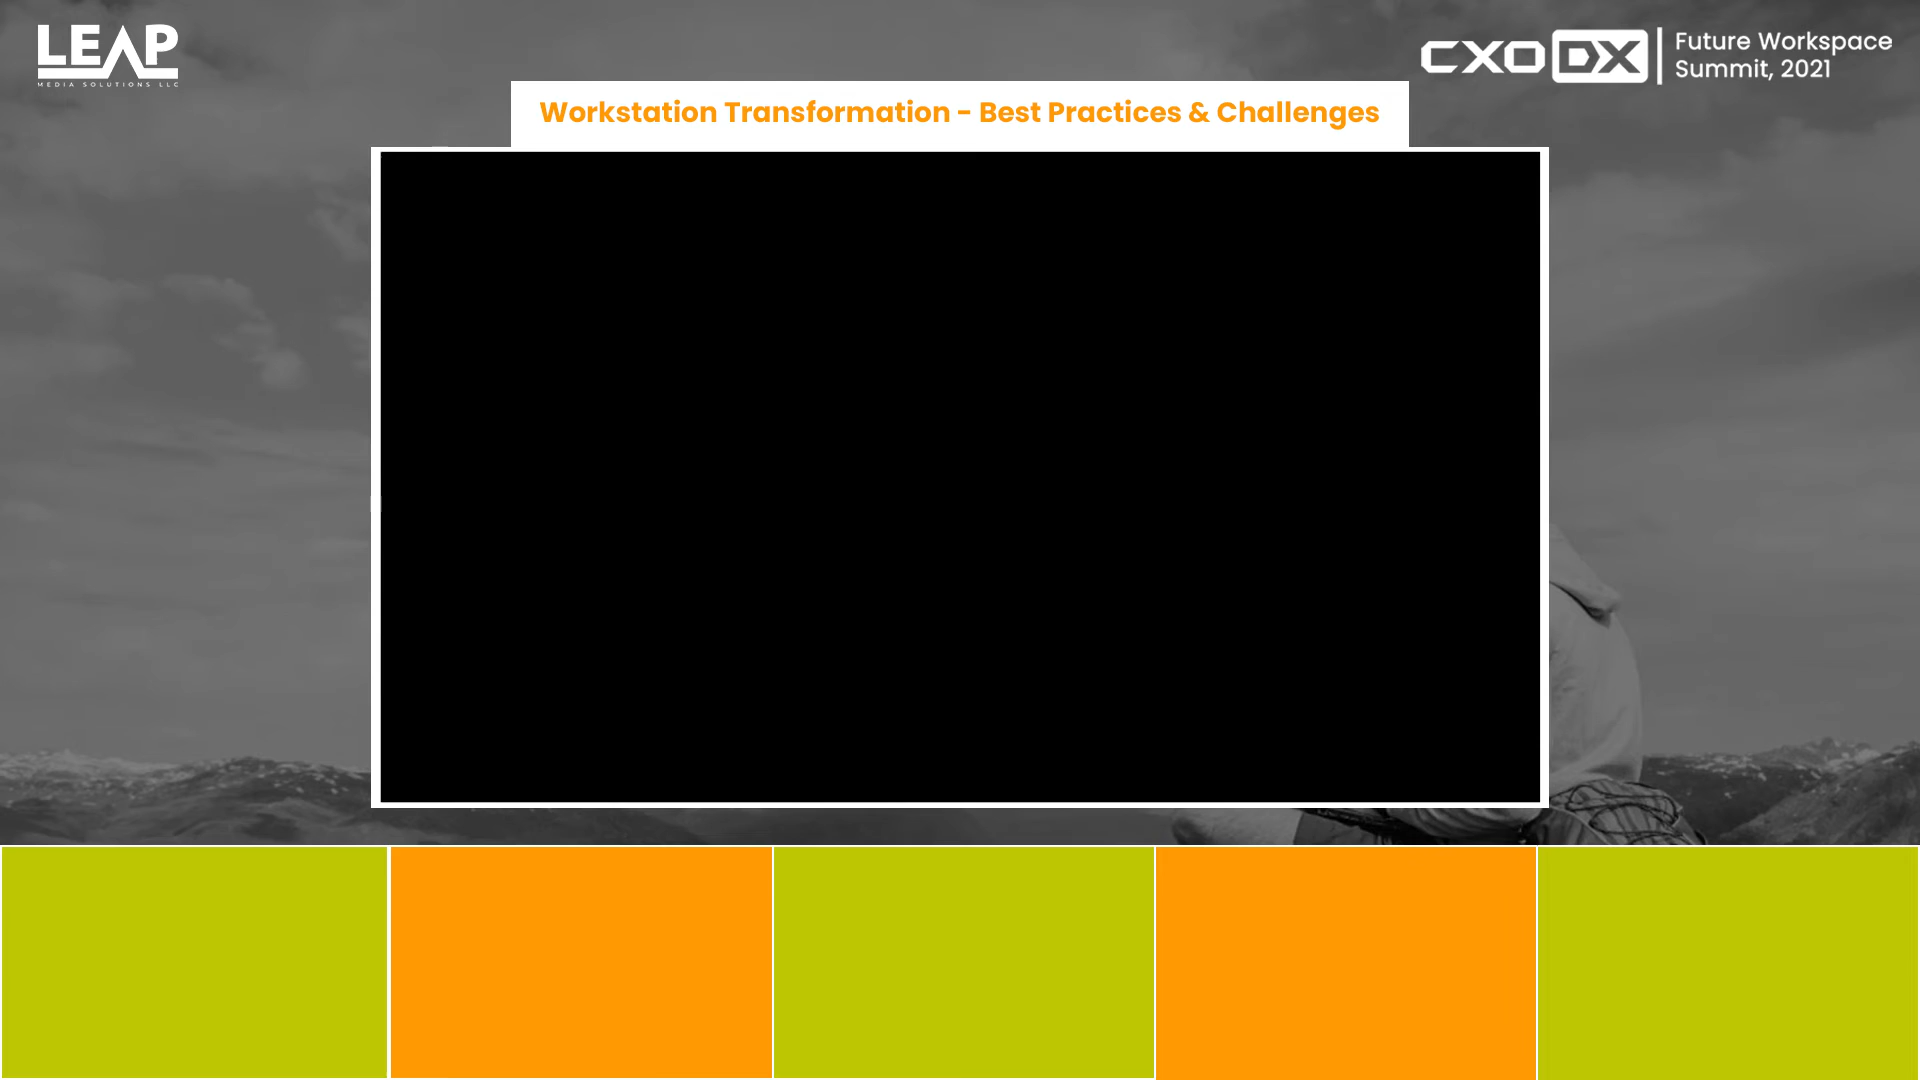 LEAP
MEDIA SOLUTIONS LLC
CXO DX
Future Workspace
Summit, 2021
Workstation Transformation - Best Practices & Challenges